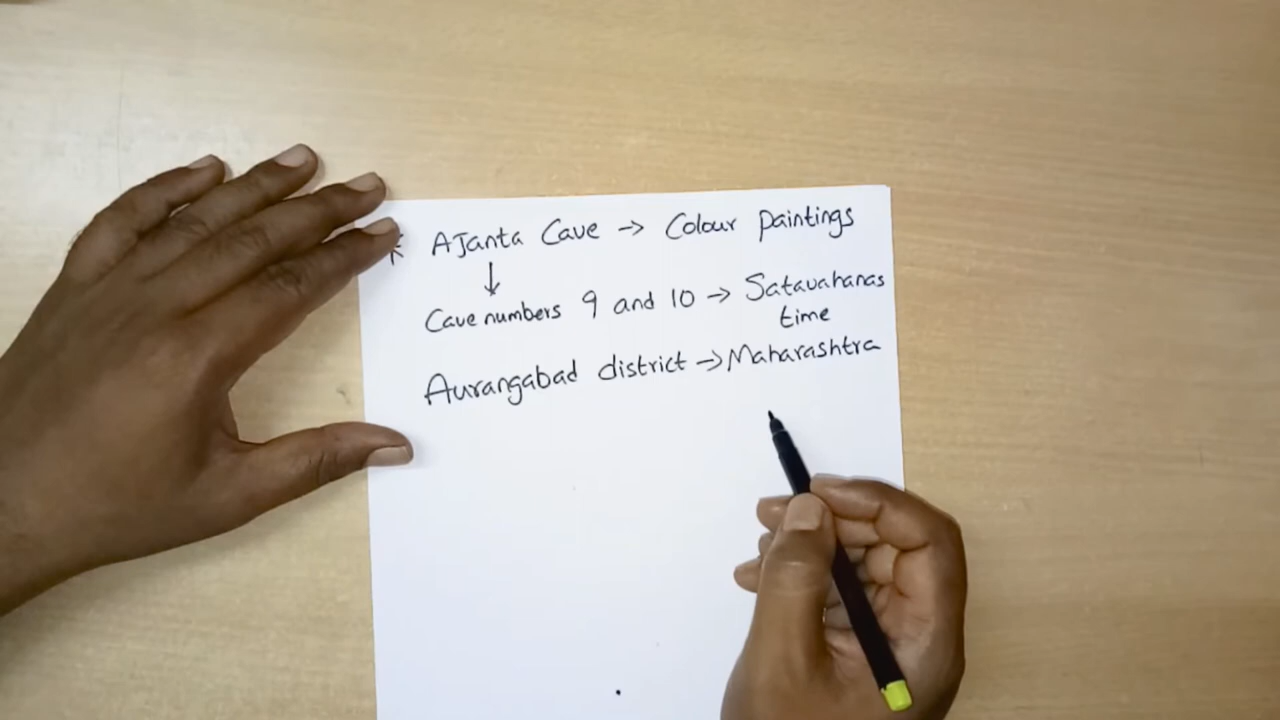 * AJanta Cave → Colour paintings
↓
Cave numbers 9 and 10 → Satavahanas
time
Aurangabad district → Maharashtra